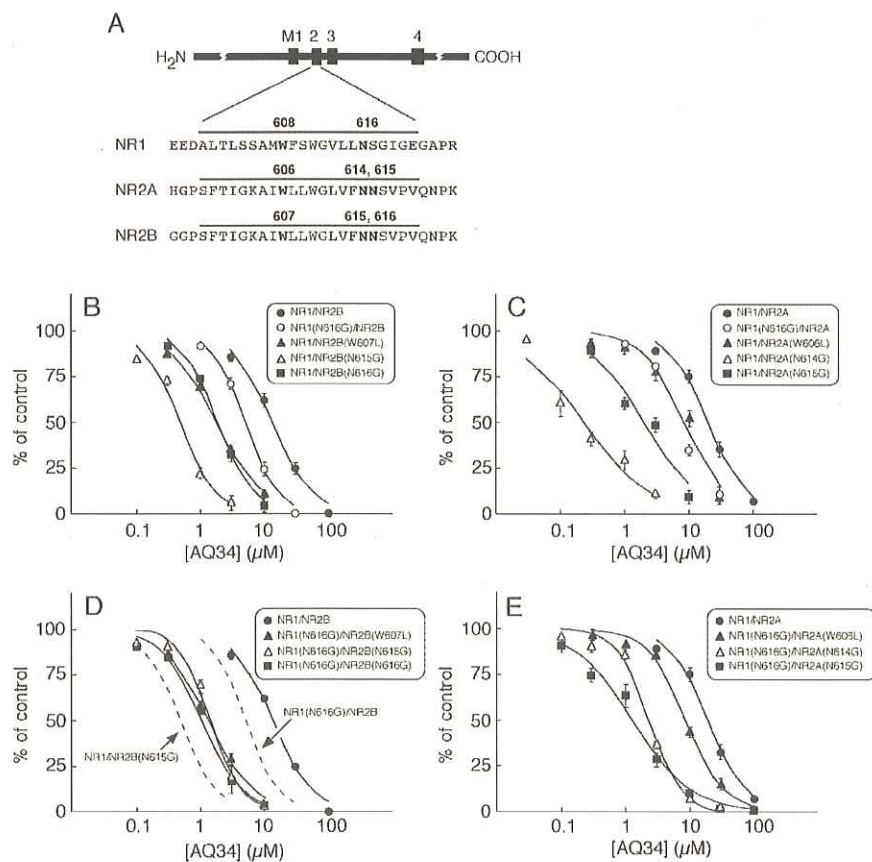 A
M1 2 3 4
H2N COOH
608 616
NR1 EEDALTLSSAMWFSWGVLLNSGIGEGAPR
606 614, 615
NR2A HGPSFTIGKAIWLLWGLVFNNSVPVQNPK
607 615, 616
NR2B GGPSFTIGKAIWLLWGLVFNNSVPVQNPK
B
NR1/NR2B
NR1(N616G)/NR2B
NR1/NR2B(W607L)
NR1/NR2B(N615G)
NR1/NR2B(N616G)
% of control
100
75
50
25
0
0.1 1 10 100
[AQ34] (µM)
C
NR1/NR2A
NR1(N616G)/NR2A
NR1/NR2A(W606L)
NR1/NR2A(N614G)
NR1/NR2A(N615G)
% of control
100
75
50
25
0
0.1 1 10 100
[AQ34] (µM)
D
NR1/NR2B
NR1(N616G)/NR2B(W607L)
NR1(N616G)/NR2B(N615G)
NR1(N616G)/NR2B(N616G)
NR1(N616G)/NR2B
NR1/NR2B(N615G)
% of control
100
75
50
25
0
0.1 1 10 100
[AQ34] (µM)
E
NR1/NR2A
NR1(N616G)/NR2A(W606L)
NR1(N616G)/NR2A(N614G)
NR1(N616G)/NR2A(N615G)
% of control
100
75
50
25
0
0.1 1 10 100
[AQ34] (µM)